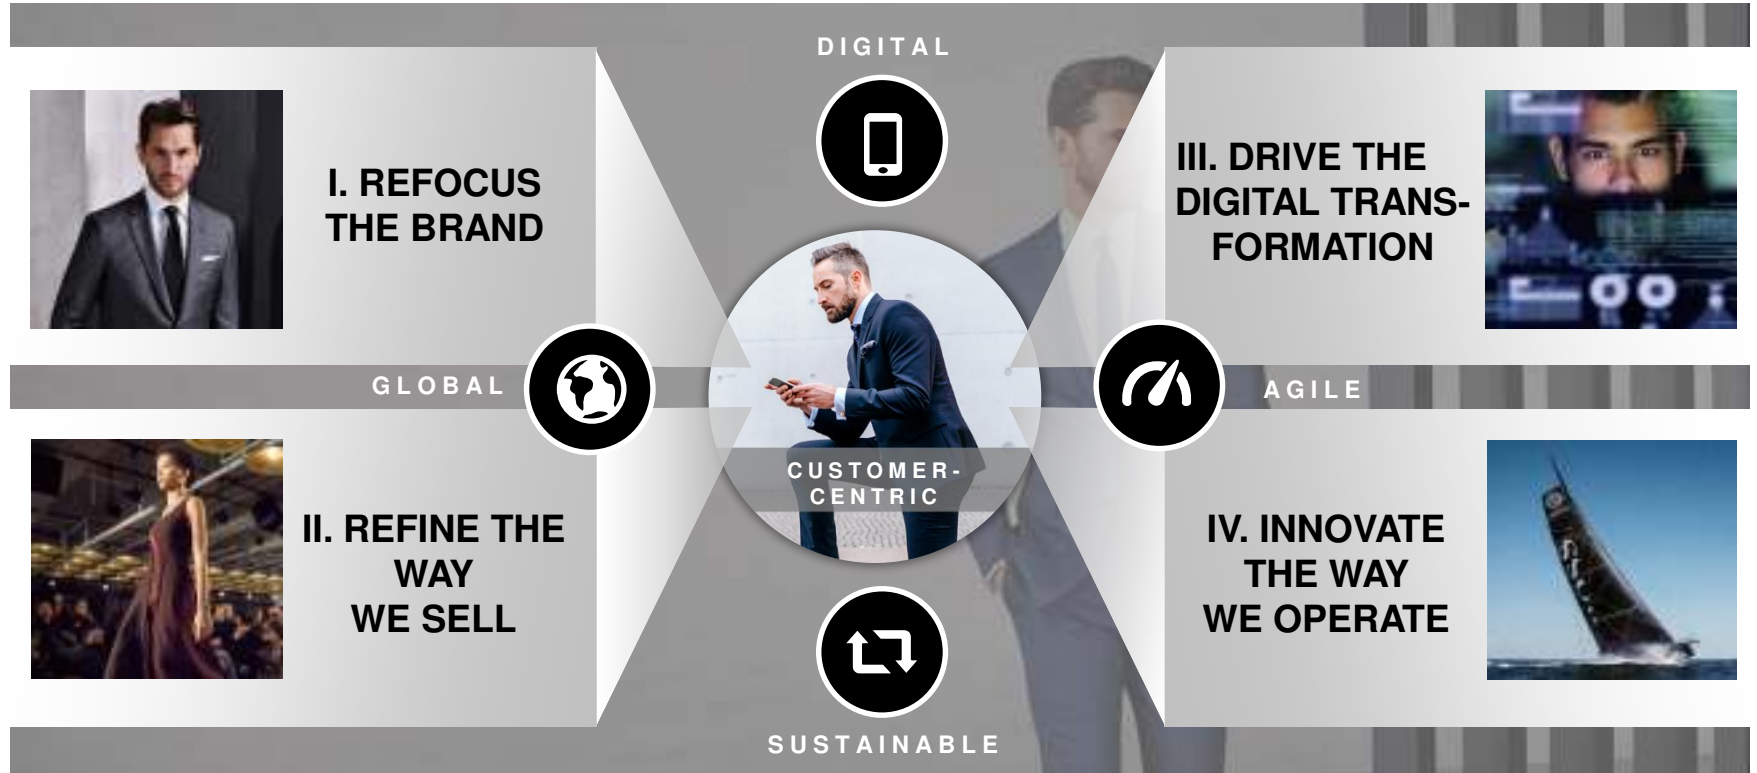 DIGITAL
I. REFOCUS
THE BRAND
III. DRIVE THE
DIGITAL TRANS-
FORMATION
GLOBAL
AGILE
CUSTOMER-
CENTRIC
II. REFINE THE
WAY
WE SELL
IV. INNOVATE
THE WAY
WE OPERATE
SUSTAINABLE